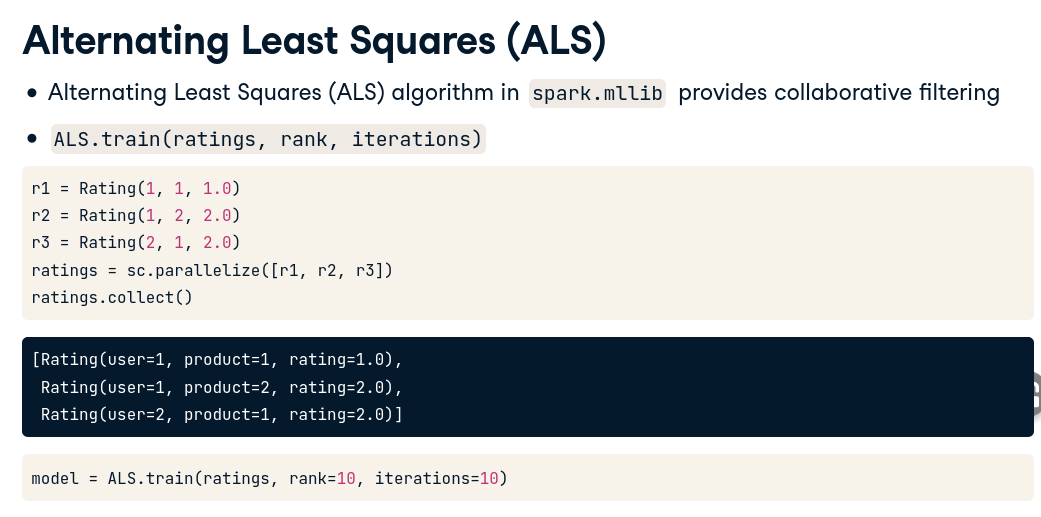 Alternating Least Squares (ALS)
• Alternating Least Squares (ALS) algorithm in spark.mllib provides collaborative filtering
• ALS.train(ratings, rank, iterations)
r1 = Rating(1, 1, 1.0)
r2 = Rating(1, 2, 2.0)
r3 = Rating(2, 1, 2.0)
ratings = sc.parallelize([r1, r2, r3])
ratings.collect()
[Rating(user=1, product=1, rating=1.0),
 Rating(user=1, product=2, rating=2.0),
 Rating(user=2, product=1, rating=2.0)]
model = ALS.train(ratings, rank=10, iterations=10)